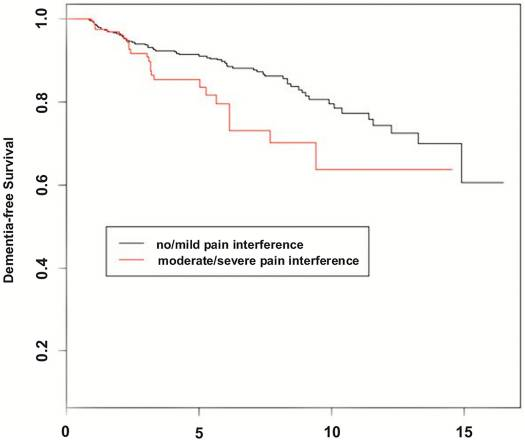 1.0
0.8
0.6
0.4
0.2
Dementia-free Survival
no/mild pain interference
moderate/severe pain interference
0 5 10 15